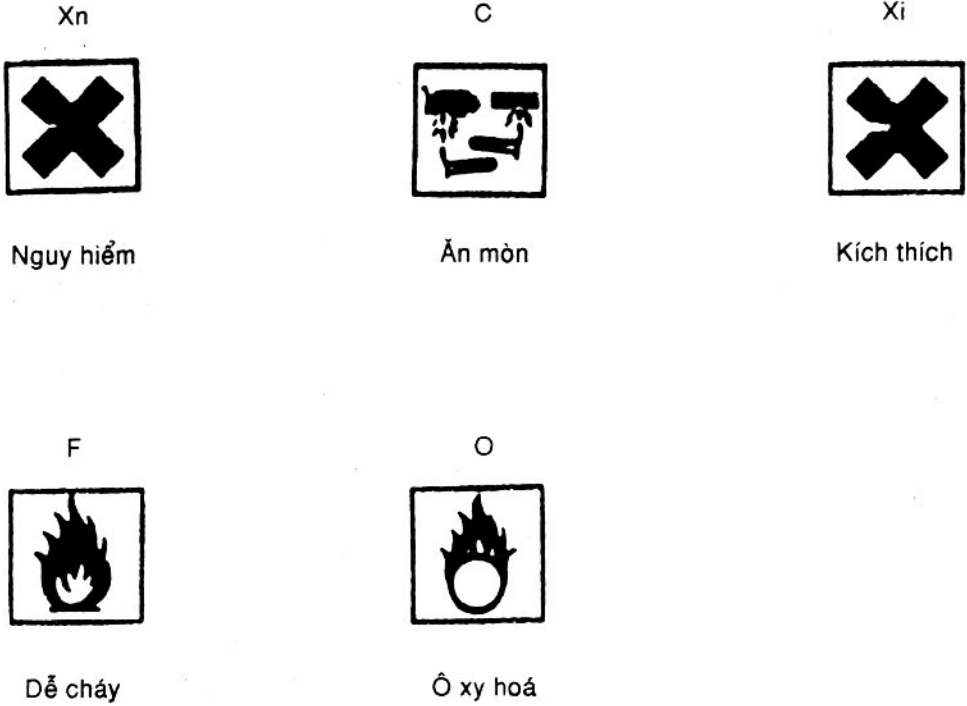 Xn C Xi
Nguy hiểm Ăn mòn Kích thích
F O
Dễ cháy Ô xy hoá